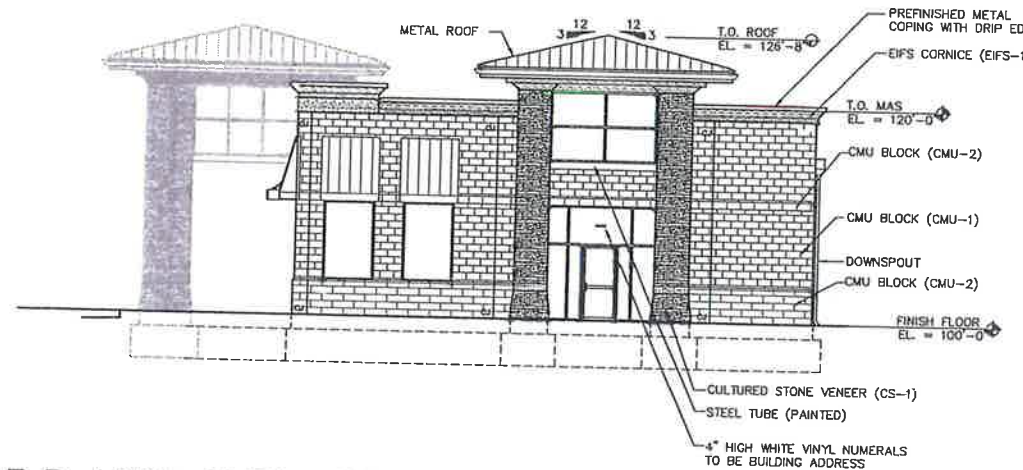 METAL ROOF
12 12
3 3
T.O. ROOF
EL. = 126'-8"
PREFINISHED METAL
COPING WITH DRIP ED
EIFS CORNICE (EIFS-1
T.O. MAS
EL. = 120'-0"
CMU BLOCK (CMU-2)
CMU BLOCK (CMU-1)
DOWNSPOUT
CMU BLOCK (CMU-2)
FINISH FLOOR
EL. = 100'-0"
CULTURED STONE VENEER (CS-1)
STEEL TUBE (PAINTED)
4" HIGH WHITE VINYL NUMERALS
TO BE BUILDING ADDRESS